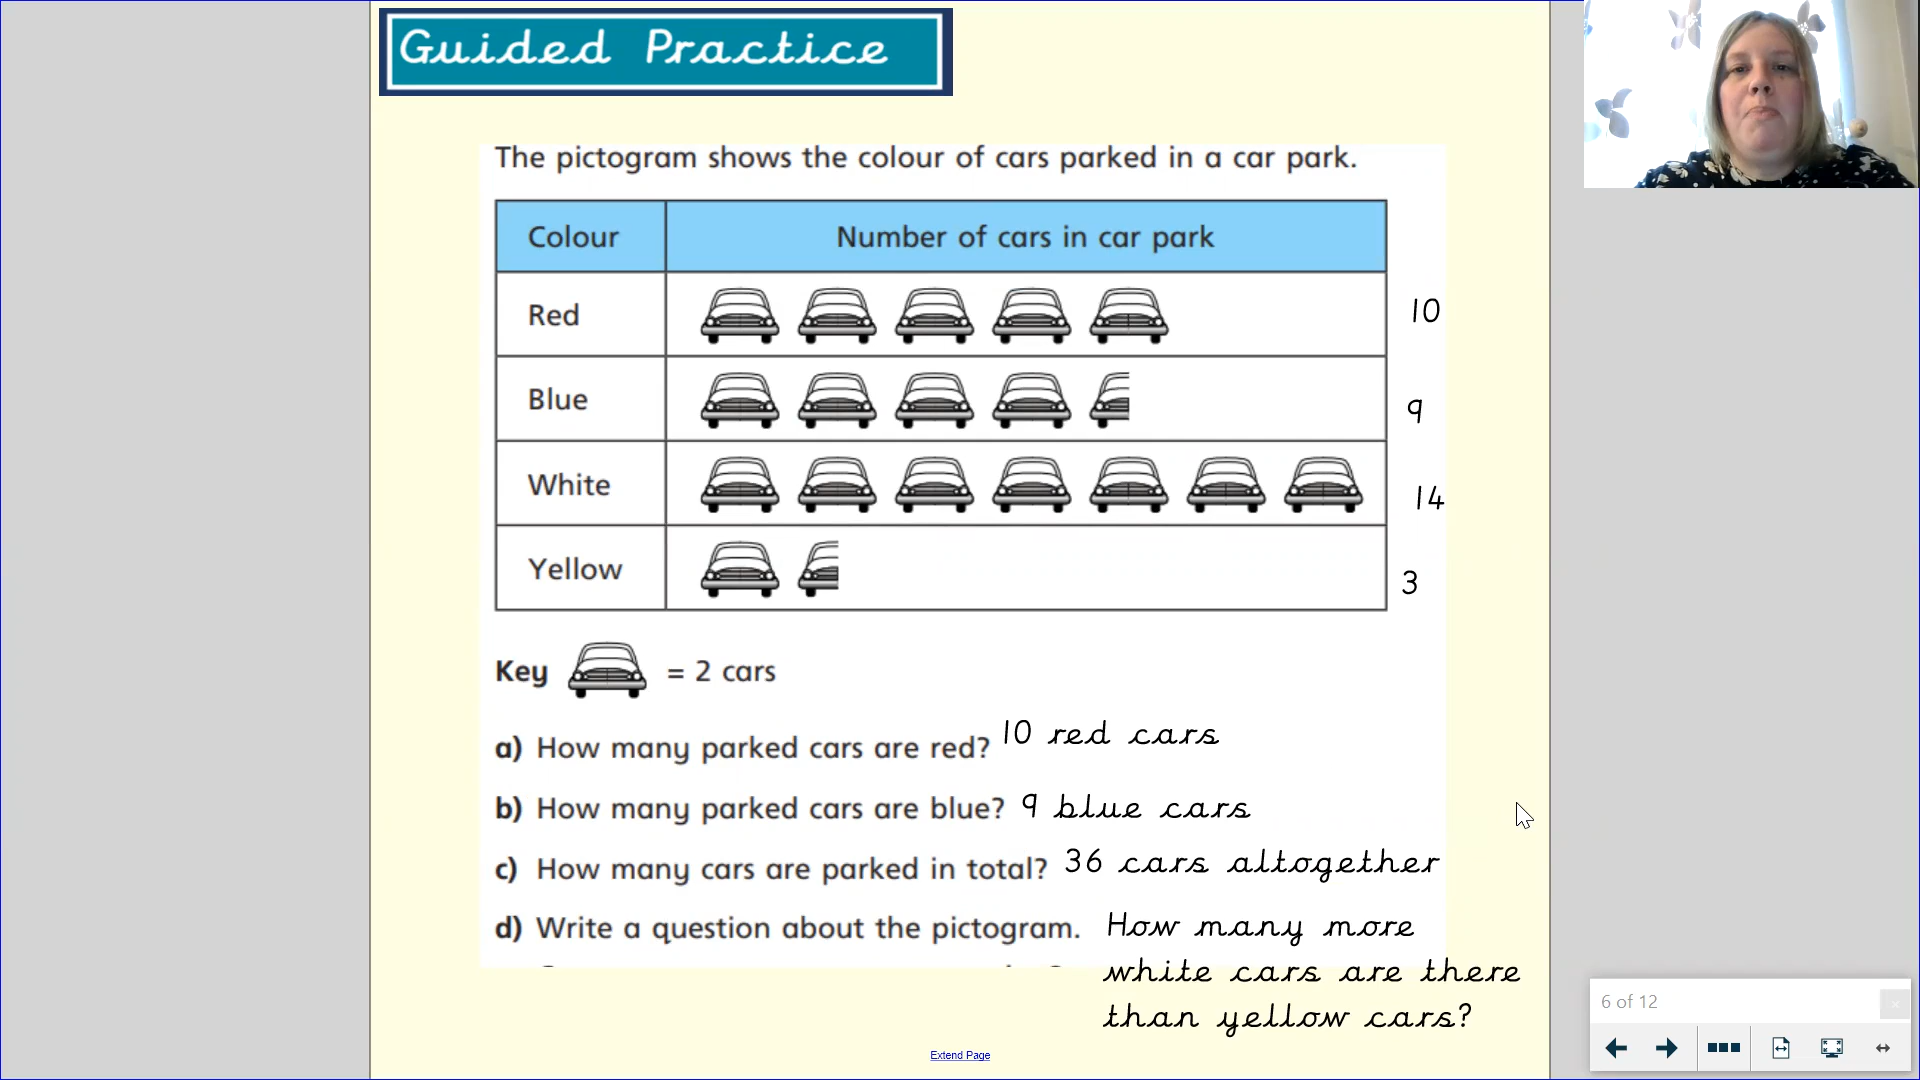 Guided Practice
The pictogram shows the colour of cars parked in a car park.
Colour Number of cars in car park
Red 10
Blue 9
White 14
Yellow 3
Key = 2 cars
a) How many parked cars are red? 10 red cars
b) How many parked cars are blue? 9 blue cars
c) How many cars are parked in total? 36 cars altogether
d) Write a question about the pictogram. How many more
white cars are there
than yellow cars?
6 of 12
Extend Page